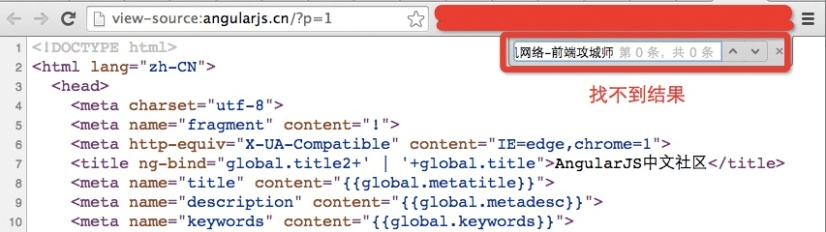 view-source:angularjs.cn/?p=1
网络-前端攻城师 第 0 条，共 0 条
找不到结果
1 <!DOCTYPE html>
2 <html lang="zh-CN">
3 <head>
4 <meta charset="utf-8">
5 <meta name="fragment" content="!">
6 <meta http-equiv="X-UA-Compatible" content="IE=edge,chrome=1">
7 <title ng-bind="global.title2+' | '+global.title">AngularJS中文社区</title>
8 <meta name="title" content="{{global.metatitle}}">
9 <meta name="description" content="{{global.metadesc}}">
10 <meta name="keywords" content="{{global.keywords}}">